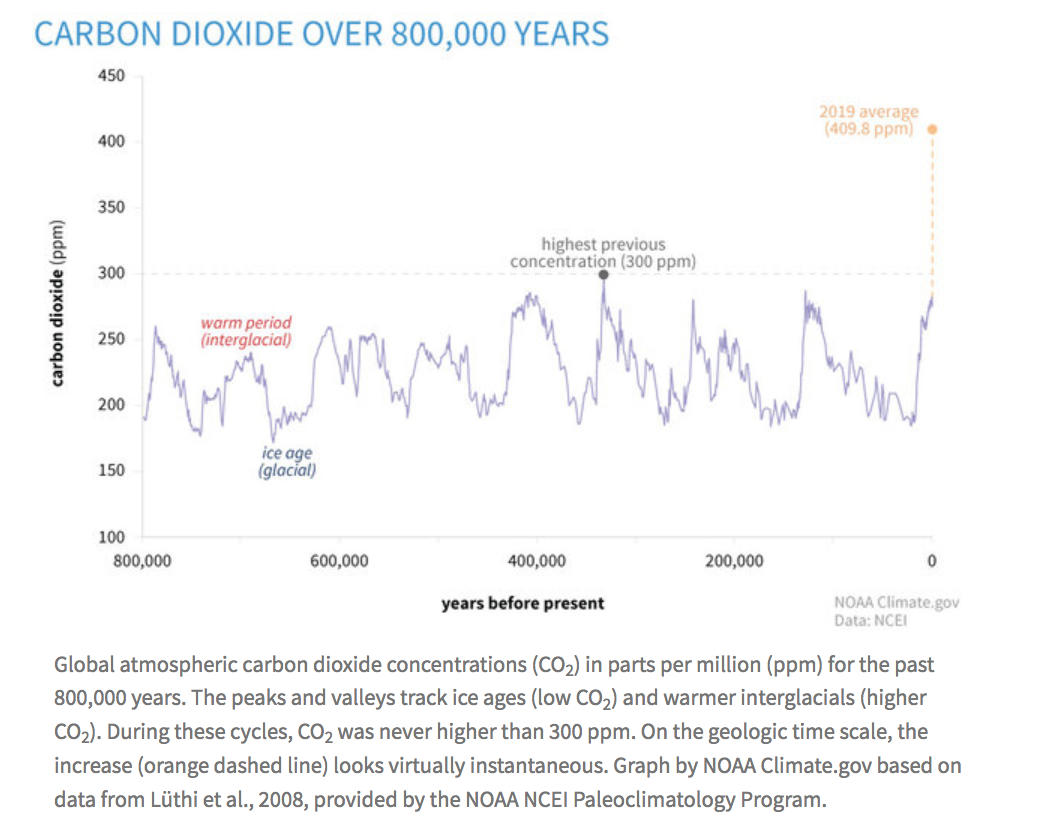 CARBON DIOXIDE OVER 800,000 YEARS
450
400
350
300
250
200
150
100
carbon dioxide (ppm)
2019 average
(409.8 ppm)
highest previous
concentration (300 ppm)
warm period
(interglacial)
ice age
(glacial)
800,000
600,000
400,000
200,000
0
years before present
NOAA Climate.gov
Data: NCEI
Global atmospheric carbon dioxide concentrations (CO₂) in parts per million (ppm) for the past
800,000 years. The peaks and valleys track ice ages (low CO₂) and warmer interglacials (higher
CO₂). During these cycles, CO₂ was never higher than 300 ppm. On the geologic time scale, the
increase (orange dashed line) looks virtually instantaneous. Graph by NOAA Climate.gov based on
data from Lüthi et al., 2008, provided by the NOAA NCEI Paleoclimatology Program.